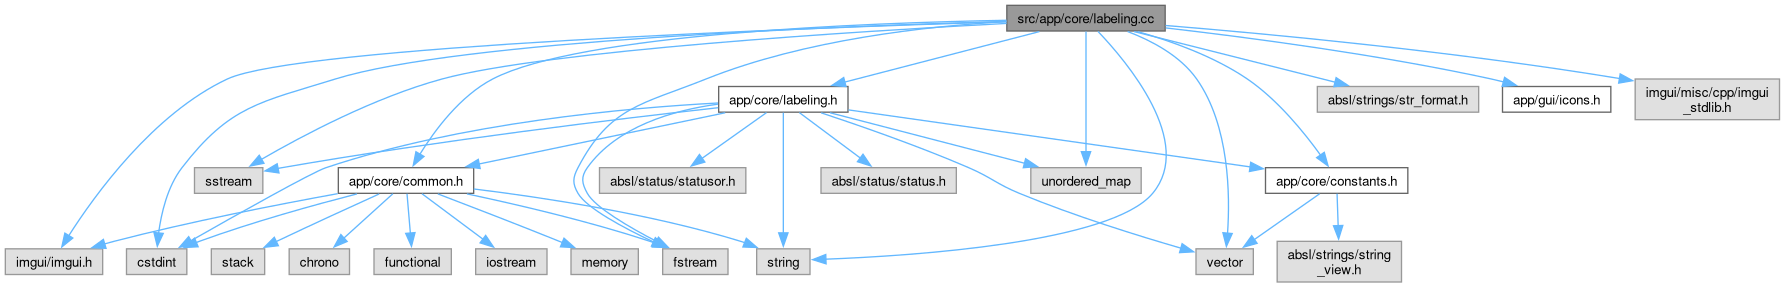 src/app/core/labeling.cc
app/core/labeling.h
absl/strings/str_format.h
app/gui/icons.h
imgui/misc/cpp/imgui
_stdlib.h
sstream
app/core/common.h
absl/status/statusor.h
absl/status/status.h
unordered_map
app/core/constants.h
imgui/imgui.h
cstdint
stack
chrono
functional
iostream
memory
fstream
string
vector
absl/strings/string
_view.h